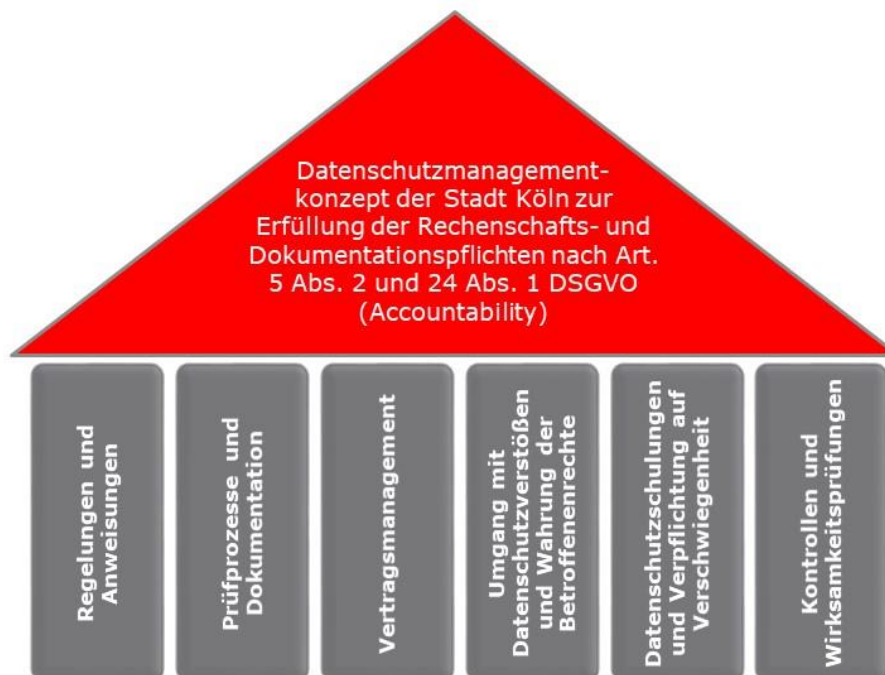 Datenschutzmanagement-
konzept der Stadt Köln zur
Erfüllung der Rechenschafts- und
Dokumentationspflichten nach Art.
5 Abs. 2 und 24 Abs. 1 DSGVO
(Accountability)
Regelungen und
Anweisungen
Prüfprozesse und
Dokumentation
Vertragsmanagement
Umgang mit
Datenschutzverstößen
und Wahrung der
Betroffenenrechte
Datenschutzschulungen
und Verpflichtung auf
Verschwiegenheit
Kontrollen und
Wirksamkeitsprüfungen